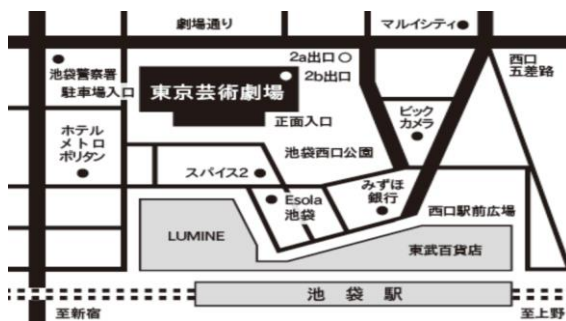 劇場通り
マルイシティ
2a出口
2b出口
西口
五差路
池袋警察署
駐車場入口
東京芸術劇場
正面入口
ビック
カメラ
ホテル
メトロ
ポリタン
池袋西口公園
スパイス2
Esola
池袋
みずほ
銀行
西口駅前広場
LUMINE
東武百貨店
池袋駅
至新宿
至上野